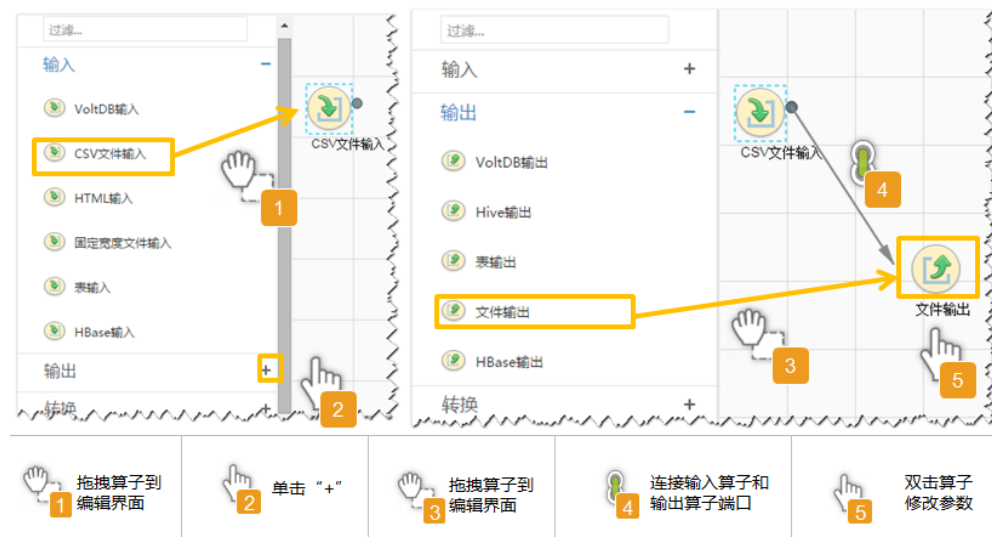 过滤...
输入
−
VoltDB输入
CSV文件输入
HTML输入
固定宽度文件输入
表输入
HBase输入
输出
+
转换
+
CSV文件输入
1
2
过滤...
输入
+
输出
−
VoltDB输出
Hive输出
表输出
文件输出
HBase输出
转换
+
CSV文件输入
4
文件输出
3
5
1
拖拽算子到
编辑界面
2
单击“+”
3
拖拽算子到
编辑界面
4
连接输入算子和
输出算子端口
5
双击算子
修改参数